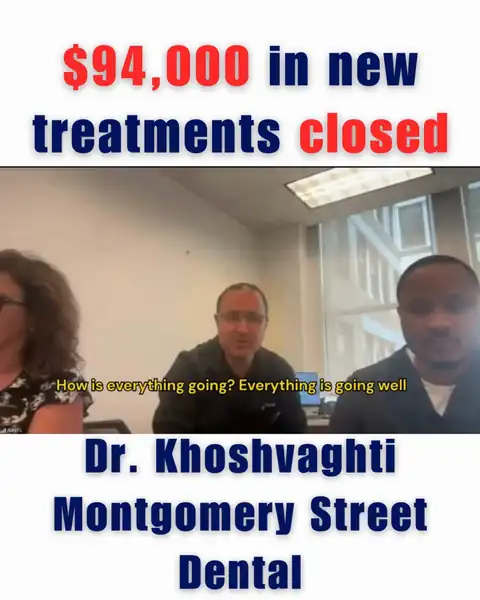 $94,000 in new
treatments closed
How is everything going? Everything is going well
Dr. Khoshvaghti
Montgomery Street
Dental